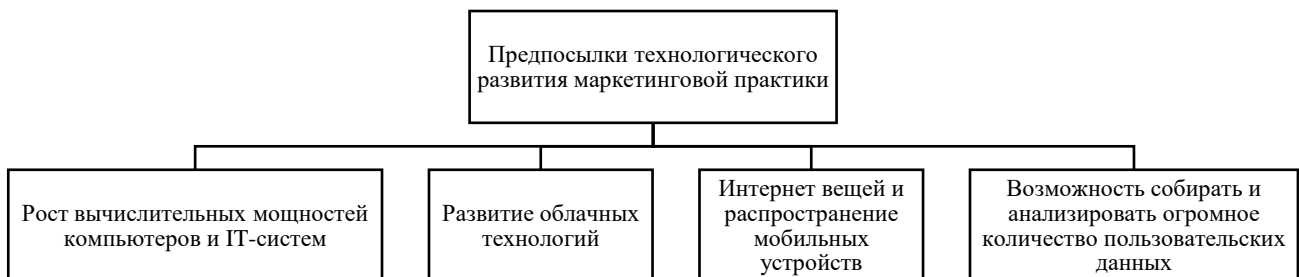 Предпосылки технологического
развития маркетинговой практики
Рост вычислительных мощностей
компьютеров и IT-систем
Развитие облачных
технологий
Интернет вещей и
распространение
мобильных
устройств
Возможность собирать и
анализировать огромное
количество пользовательских
данных